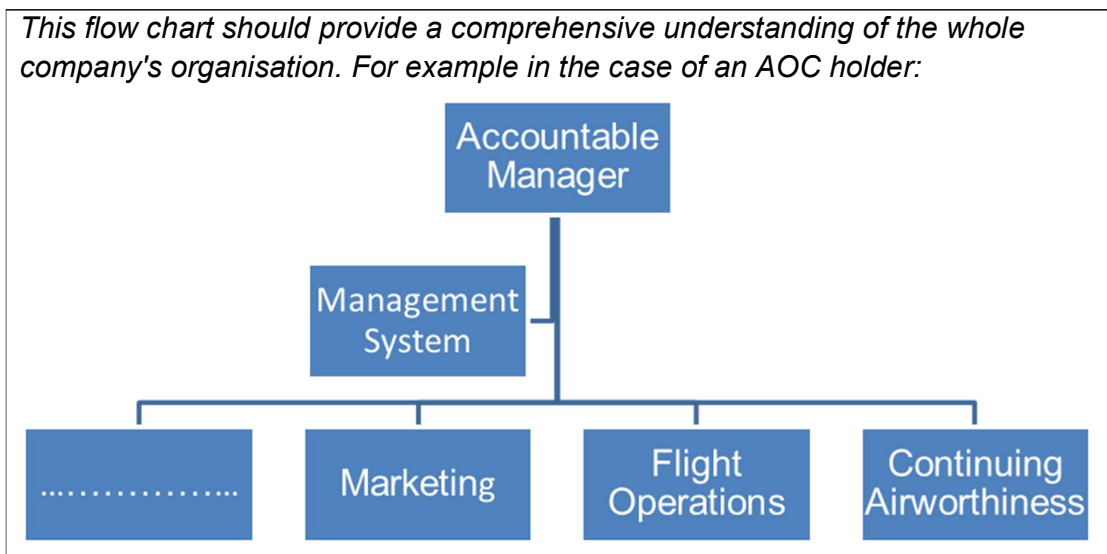 This flow chart should provide a comprehensive understanding of the whole
company's organisation. For example in the case of an AOC holder:
Accountable
Manager
Management
System
...…………...
Marketing
Flight
Operations
Continuing
Airworthiness